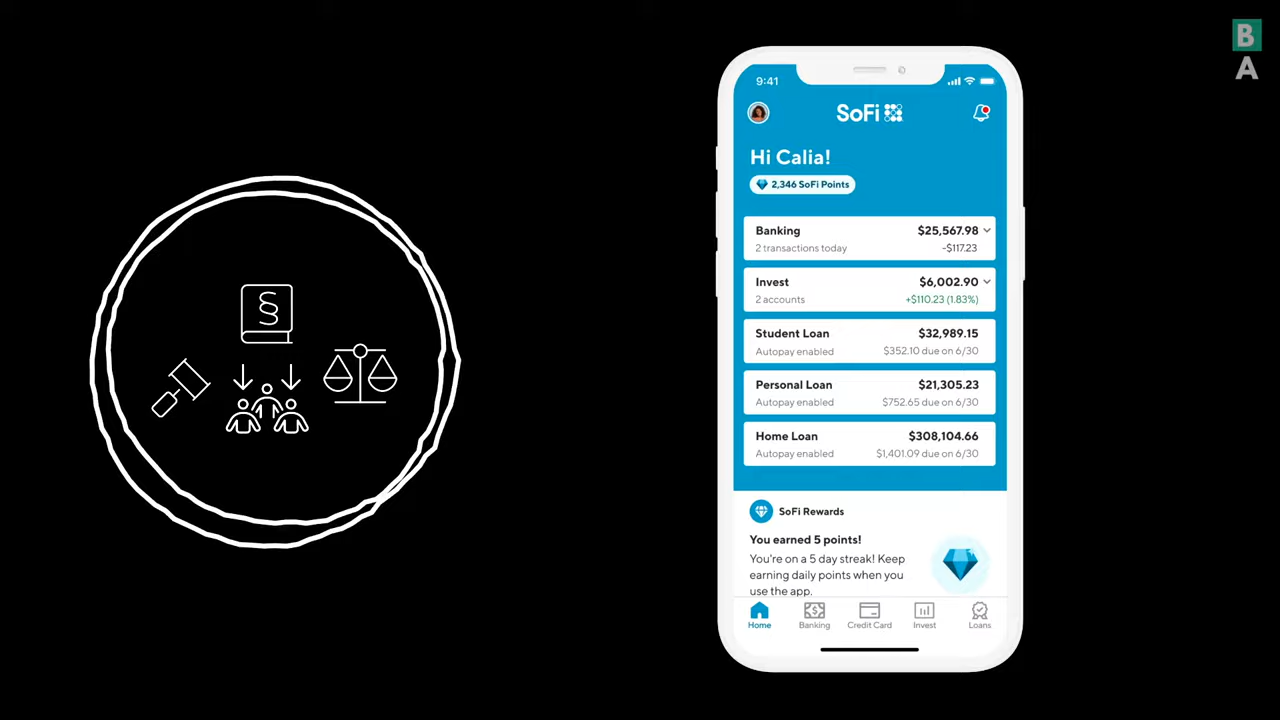 B
A
9:41
SoFi
Hi Calia!
2,346 SoFi Points
Banking $25,567.98
2 transactions today -$117.23
Invest $6,002.90
2 accounts +$110.23 (1.83%)
Student Loan $32,989.15
Autopay enabled $352.10 due on 6/30
Personal Loan $21,305.23
Autopay enabled $752.65 due on 6/30
Home Loan $308,104.66
Autopay enabled $1,401.09 due on 6/30
SoFi Rewards
You earned 5 points!
You're on a 5 day streak! Keep
earning daily points when you
use the app.
Home Banking Credit Card Invest Loans
§